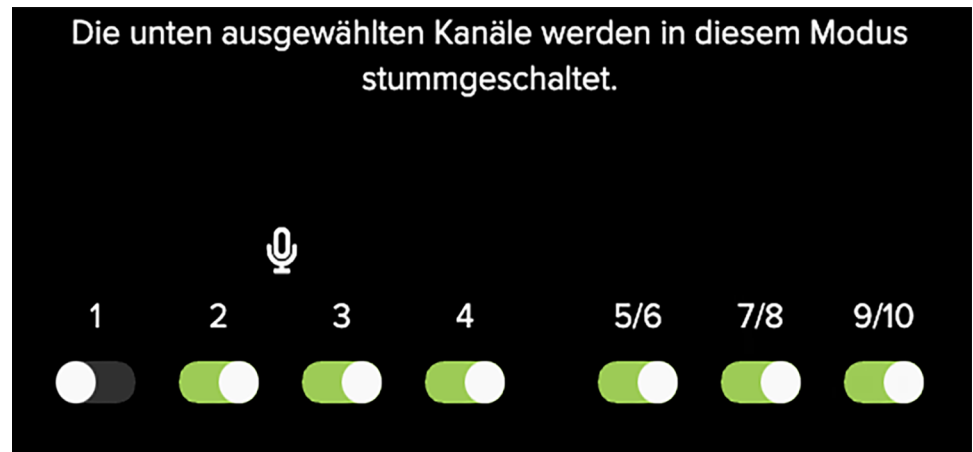 Die unten ausgewählten Kanäle werden in diesem Modus
stummgeschaltet.
1 2 3 4 5/6 7/8 9/10